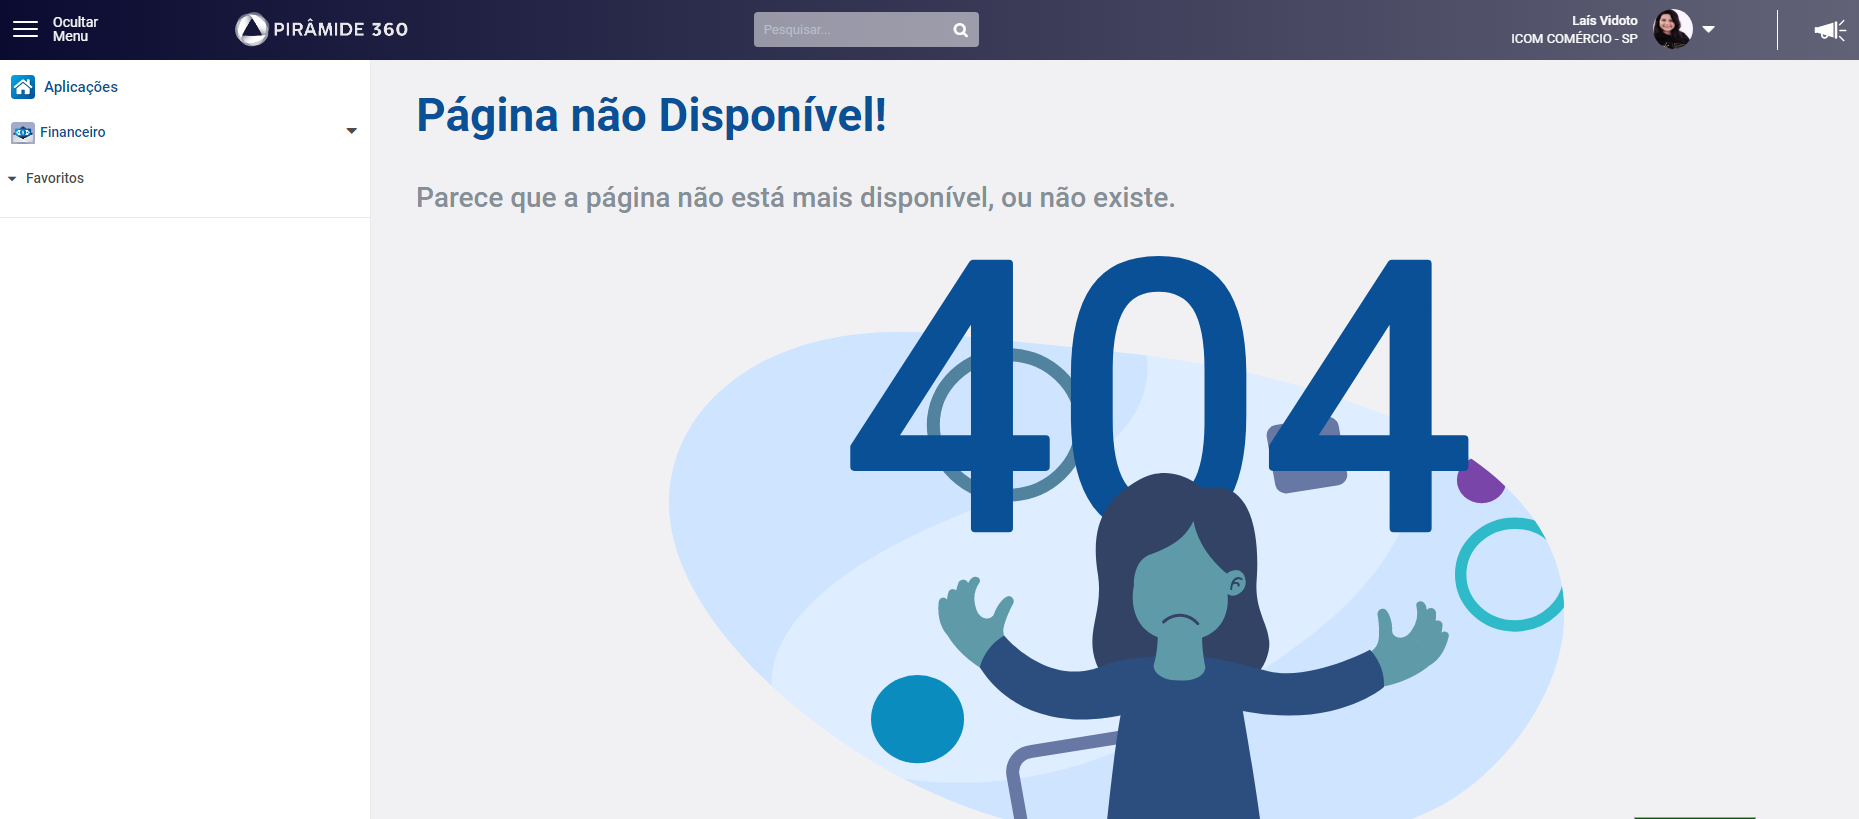 Ocultar
Menu
PIRÂMIDE 360
Pesquisar...
Laís Vidoto
ICOM COMÉRCIO - SP
Aplicações
Financeiro
Favoritos
Página não Disponível!
Parece que a página não está mais disponível, ou não existe.
404